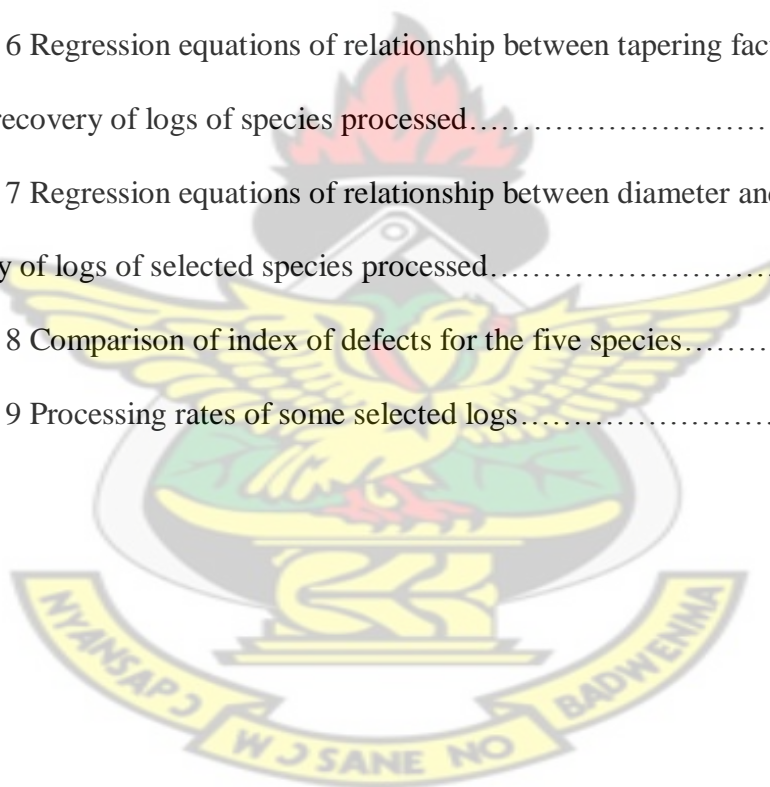 6 Regression equations of relationship between tapering fac
recovery of logs of species processed………………………
7 Regression equations of relationship between diameter and
y of logs of selected species processed………………………
8 Comparison of index of defects for the five species………
9 Processing rates of some selected logs……………………
NYANSAPƆ
WƆSANE NO
BADWENMA